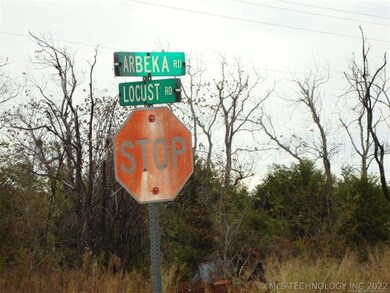 ARBEKA RD
LOCUST RD
STOP
© MLS TECHNOLOGY INC 2022